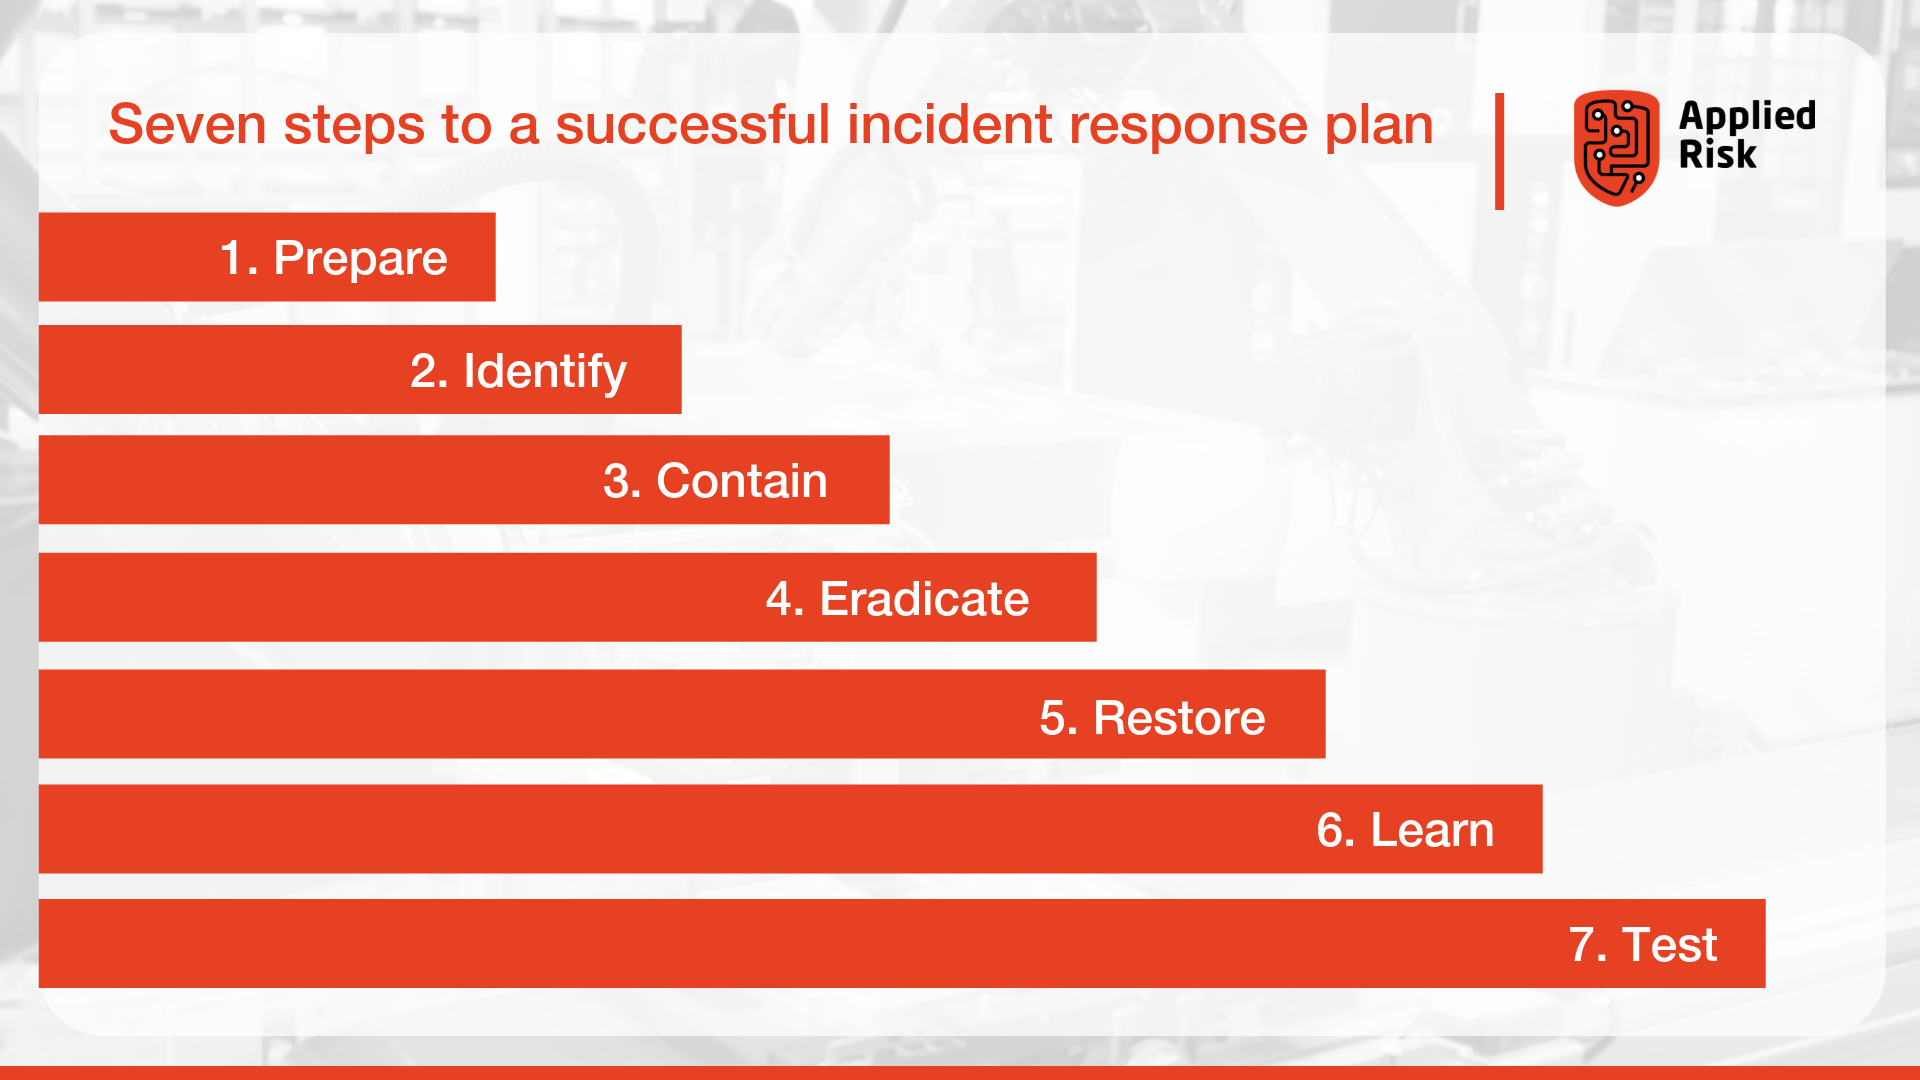 Seven steps to a successful incident response plan
Applied
Risk
1. Prepare
2. Identify
3. Contain
4. Eradicate
5. Restore
6. Learn
7. Test